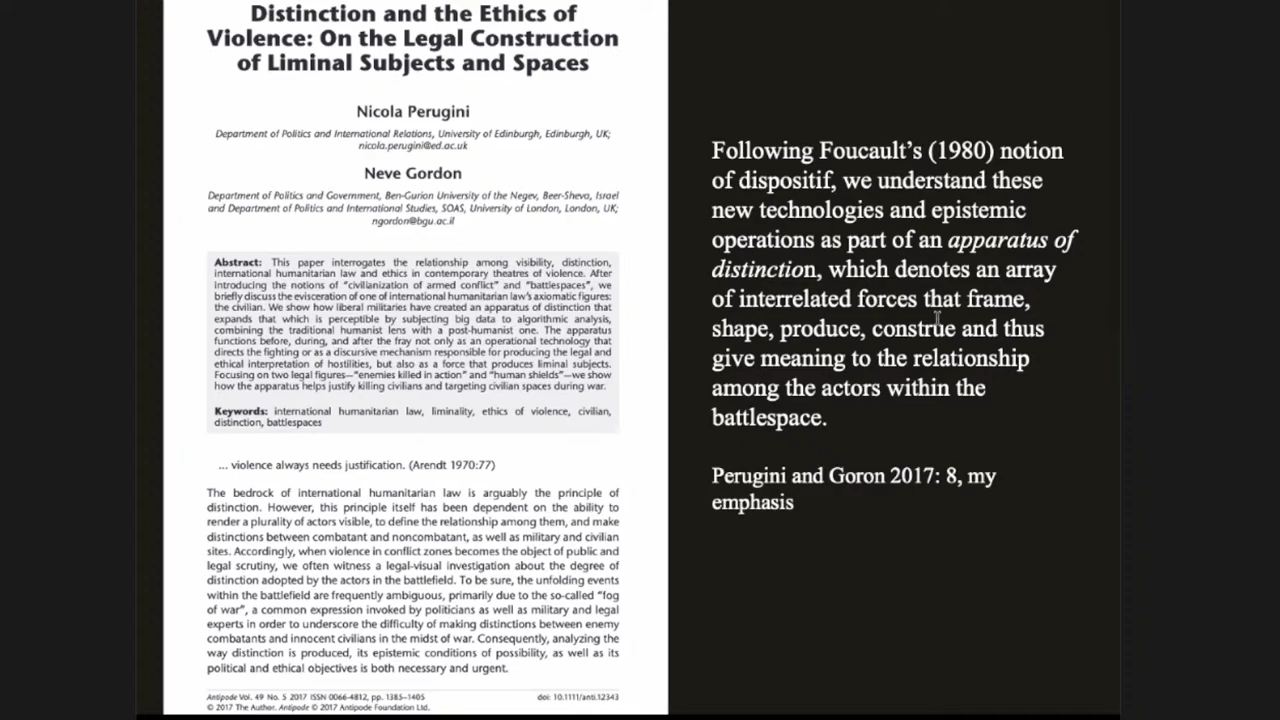 Distinction and the Ethics of
Violence: On the Legal Construction
of Liminal Subjects and Spaces
Nicola Perugini
Department of Politics and International Relations, University of Edinburgh, Edinburgh, UK;
nicola.perugini@ed.ac.uk
Neve Gordon
Department of Politics and Government, Ben-Gurion University of the Negev, Beer-Sheva, Israel
and Department of Politics and International Studies, SOAS, University of London, London, UK;
ngordon@bgu.ac.il
Abstract: This paper interrogates the relationship among visibility, distinction,
international humanitarian law and ethics in contemporary theatres of violence. After
introducing the notions of “civilianization of armed conflict” and “battlespaces”, we
briefly discuss the evisceration of one of international humanitarian law’s axiomatic figures:
the civilian. We show how liberal militaries have created an apparatus of distinction that
expands that which is perceptible by subjecting big data to algorithmic analysis,
combining the traditional humanist lens with a post-humanist one. The apparatus
functions before, during, and after the fray not only as an operational technology that
directs the fighting or as a discursive mechanism responsible for producing the legal and
ethical interpretation of hostilities, but also as a force that produces liminal subjects.
Focusing on two legal figures—“enemies killed in action” and “human shields”—we show
how the apparatus helps justify killing civilians and targeting civilian spaces during war.
Keywords: international humanitarian law, liminality, ethics of violence, civilian,
distinction, battlespaces
... violence always needs justification. (Arendt 1970:77)
The bedrock of international humanitarian law is arguably the principle of
distinction. However, this principle itself has been dependent on the ability to
render a plurality of actors visible, to define the relationship among them, and make
distinctions between combatant and noncombatant, as well as military and civilian
sites. Accordingly, when violence in conflict zones becomes the object of public and
legal scrutiny, we often witness a legal-visual investigation about the degree of
distinction adopted by the actors in the battlefield. To be sure, the unfolding events
within the battlefield are frequently ambiguous, primarily due to the so-called “fog
of war”, a common expression invoked by politicians as well as military and legal
experts in order to underscore the difficulty of making distinctions between enemy
combatants and innocent civilians in the midst of war. Consequently, analyzing the
way distinction is produced, its epistemic conditions of possibility, as well as its
political and ethical objectives is both necessary and urgent.
Antipode Vol. 49 No. 5 2017 ISSN 0066-4812, pp. 1385–1405 doi: 10.1111/anti.12343
© 2017 The Author. Antipode © 2017 Antipode Foundation Ltd.
Following Foucault’s (1980) notion
of dispositif, we understand these
new technologies and epistemic
operations as part of an apparatus of
distinction, which denotes an array
of interrelated forces that frame,
shape, produce, construe and thus
give meaning to the relationship
among the actors within the
battlespace.
Perugini and Goron 2017: 8, my
emphasis